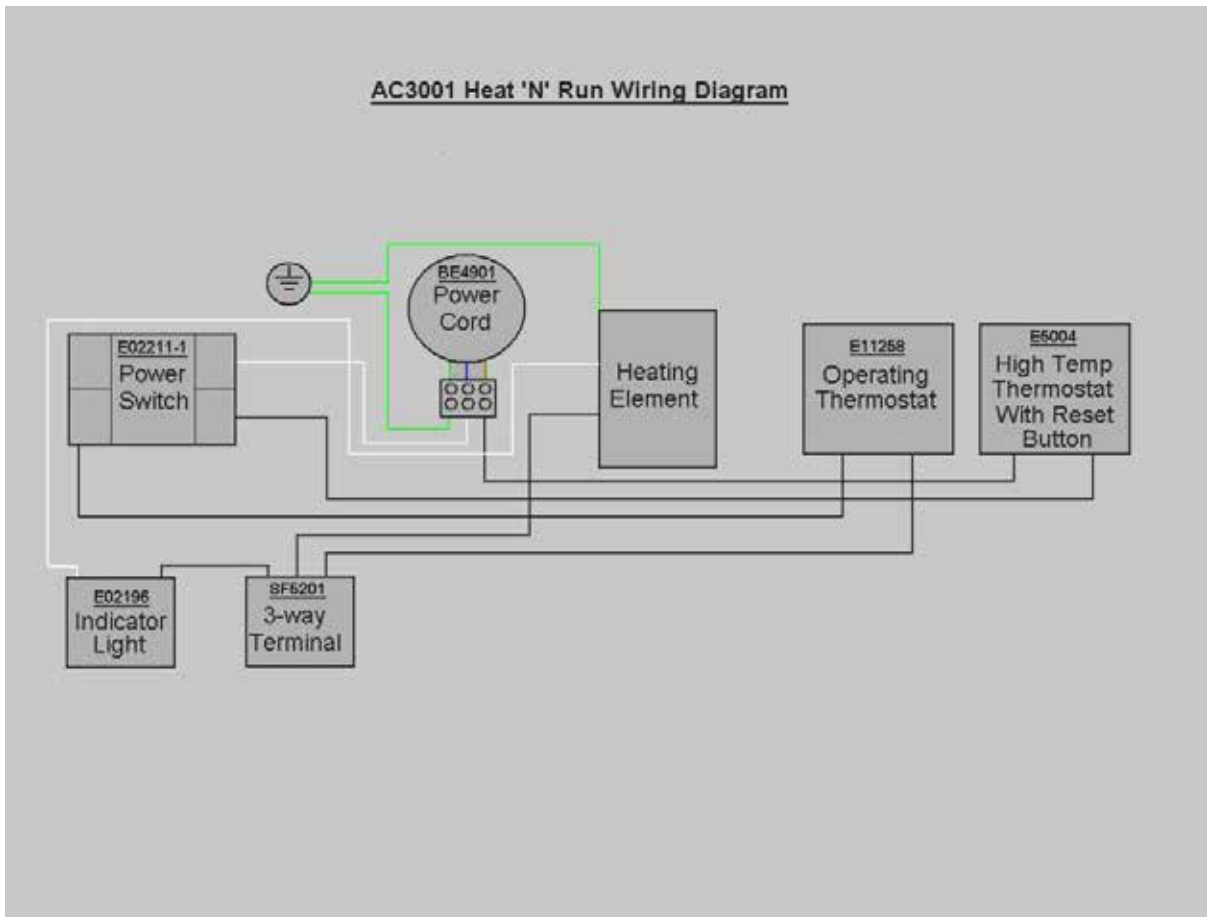 AC3001 Heat 'N' Run Wiring Diagram
BE4901
Power
Cord
E02211-1
Power
Switch
Heating
Element
E11258
Operating
Thermostat
E5004
High Temp
Thermostat
With Reset
Button
E02196
Indicator
Light
SF5201
3-way
Terminal